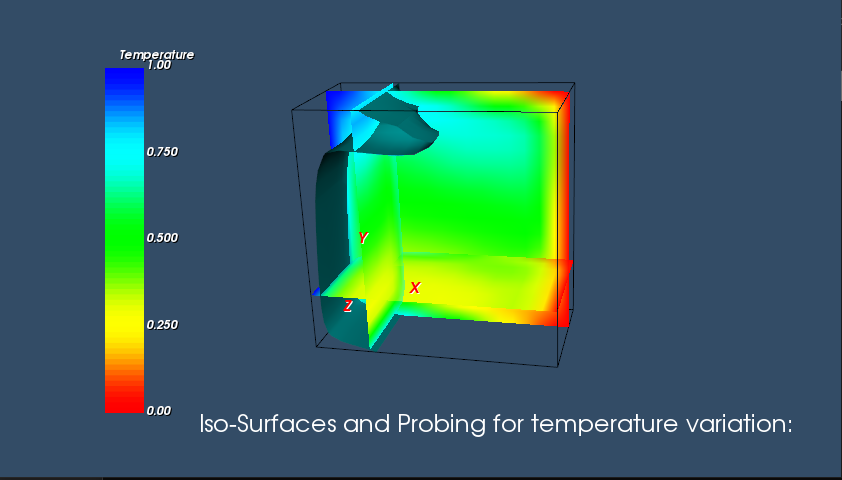 Temperature
1.00
0.750
0.500
0.250
0.00
Y
X
Z
Iso-Surfaces and Probing for temperature variation: